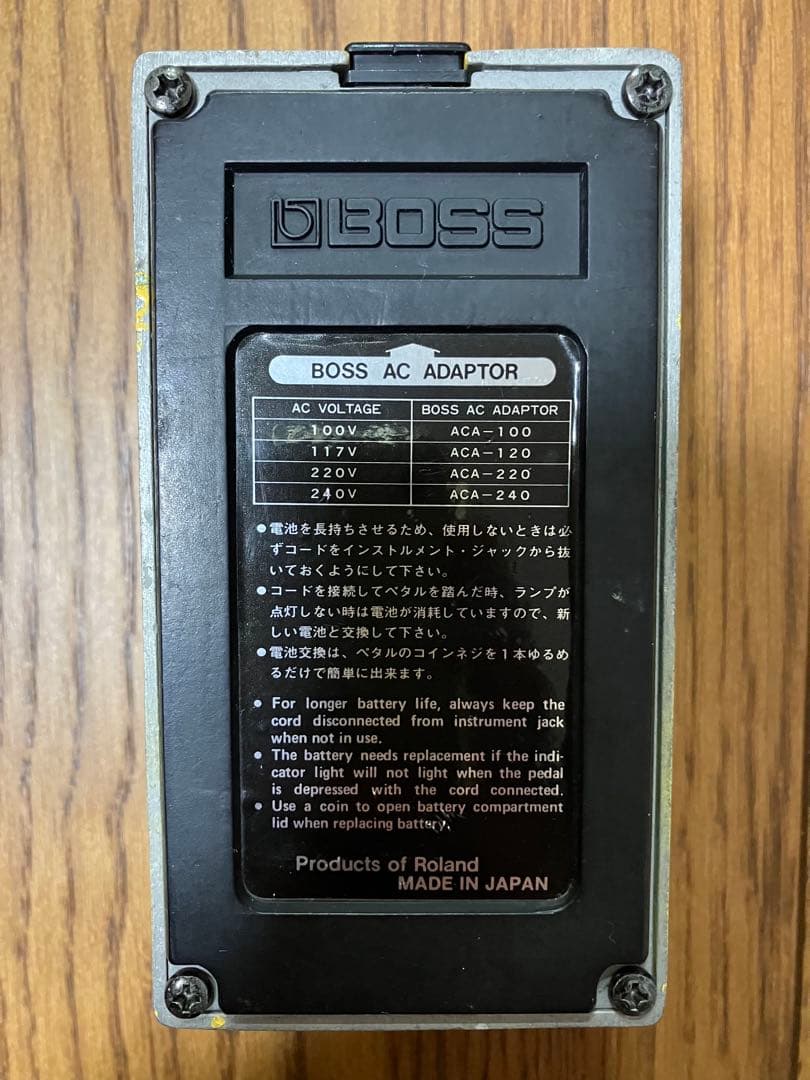 BOSS
BOSS AC ADAPTOR
AC VOLTAGE BOSS AC ADAPTOR
100V ACA-100
117V ACA-120
220V ACA-220
240V ACA-240
●電池を長持ちさせるため、使用しないときは必
ずコードをインストルメント・ジャックから抜
いておくようにして下さい。
●コードを接続してペタルを踏んだ時、ランプが
点灯しない時は電池が消耗していますので、新
しい電池と交換して下さい。
●電池交換は、ペタルのコインネジを1本ゆるめ
るだけで簡単に出来ます。
● For longer battery life, always keep the
cord disconnected from instrument jack
when not in use.
● The battery needs replacement if the indi-
cator light will not light when the pedal
is depressed with the cord connected.
● Use a coin to open battery compartment
lid when replacing battery.
Products of Roland
MADE IN JAPAN